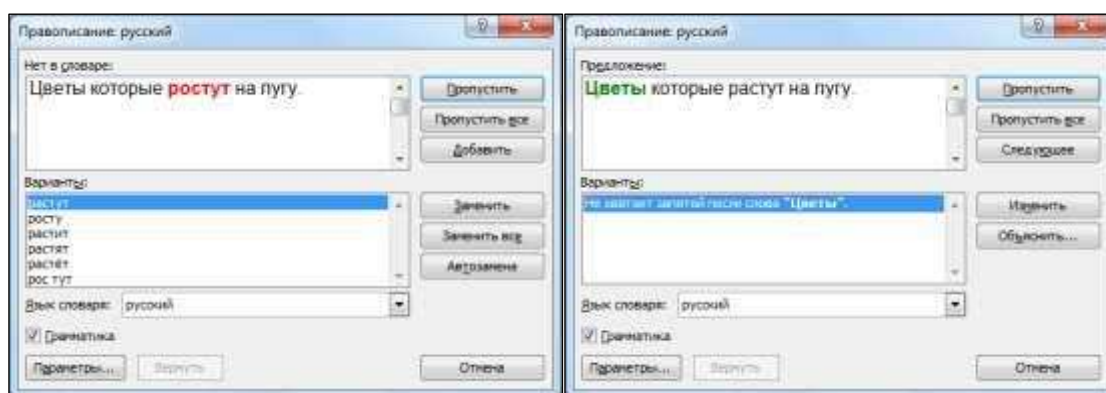 Правописание: русский
Нет в словаре:
Цветы которые ростут на лугу.
Пропустить
Пропустить все
Добавить
Варианты:
растут
росту
растит
растят
растёт
рос тут
Заменить
Заменить все
Автозамена
Язык словаря: русский
Грамматика
Параметры... Вернуть Отмена
Правописание: русский
Предложение:
Цветы которые растут на лугу.
Пропустить
Пропустить все
Следующее
Варианты:
Не хватает запятой после слова "Цветы".
Изменить
Объяснить...
Язык словаря: русский
Грамматика
Параметры... Вернуть Отмена